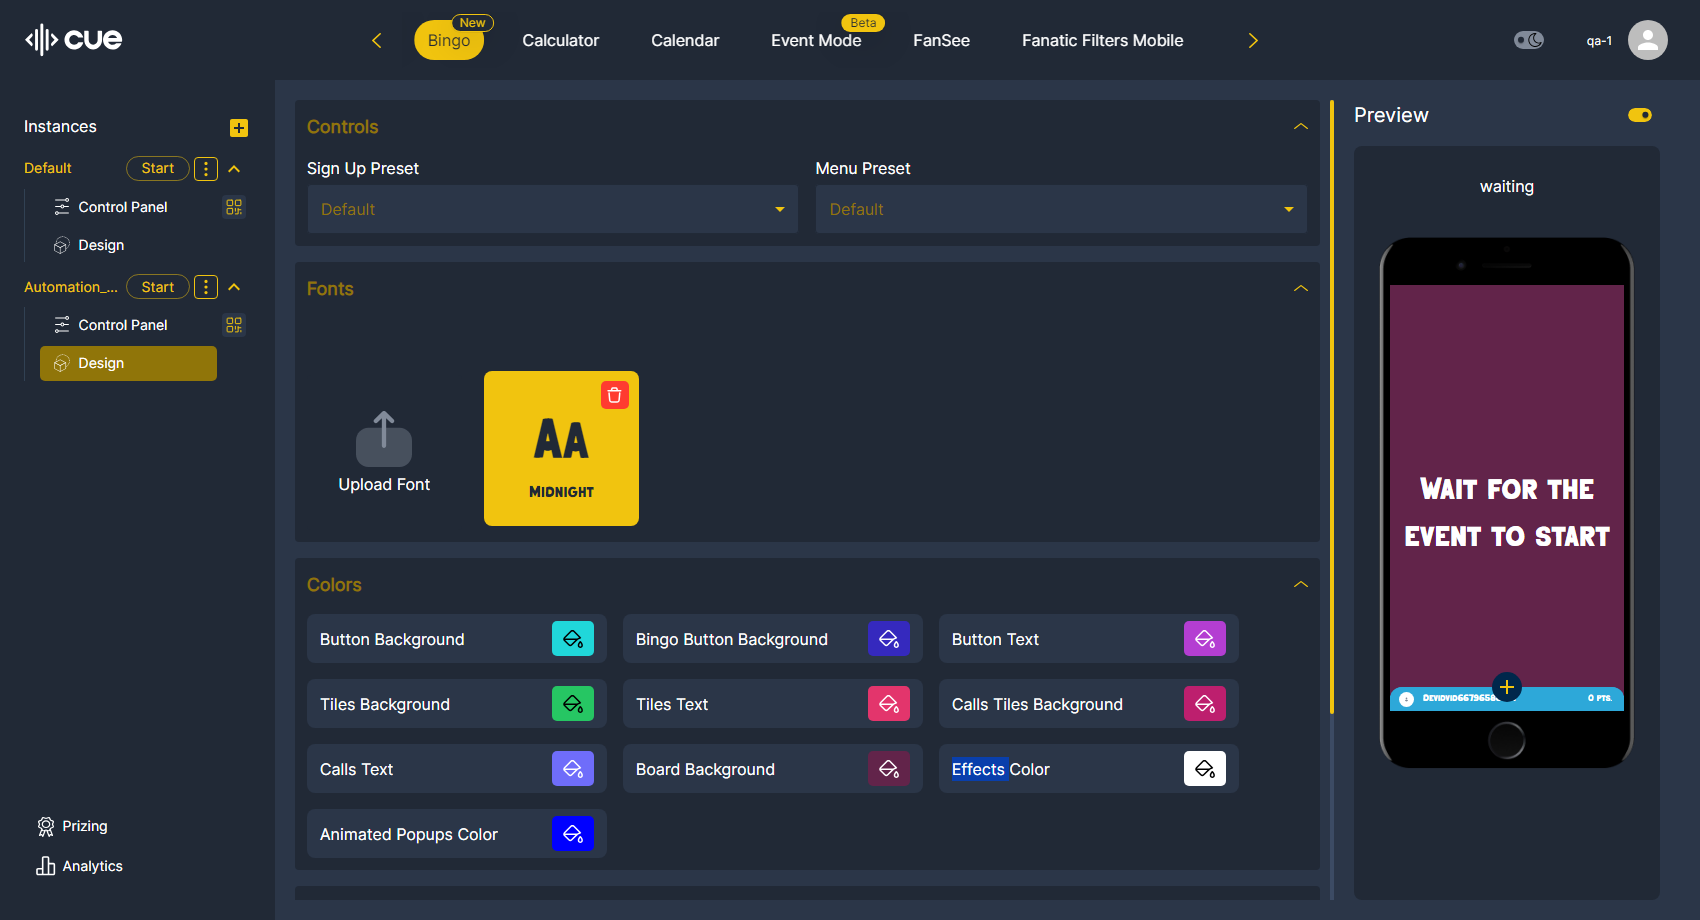 cue
Bingo
New
Calculator
Calendar
Event Mode
Beta
FanSee
Fanatic Filters Mobile
qa-1
Instances
Default
Start
Control Panel
Design
Automation_...
Start
Control Panel
Design
Prizing
Analytics
Controls
Sign Up Preset
Menu Preset
Default
Default
Fonts
Upload Font
AA
MIDNIGHT
Colors
Button Background
Bingo Button Background
Button Text
Tiles Background
Tiles Text
Calls Tiles Background
Calls Text
Board Background
Effects Color
Animated Popups Color
Preview
waiting
WAIT FOR THE
EVENT TO START
0 PTS.